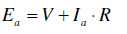 Eₐ = V + Iₐ · R